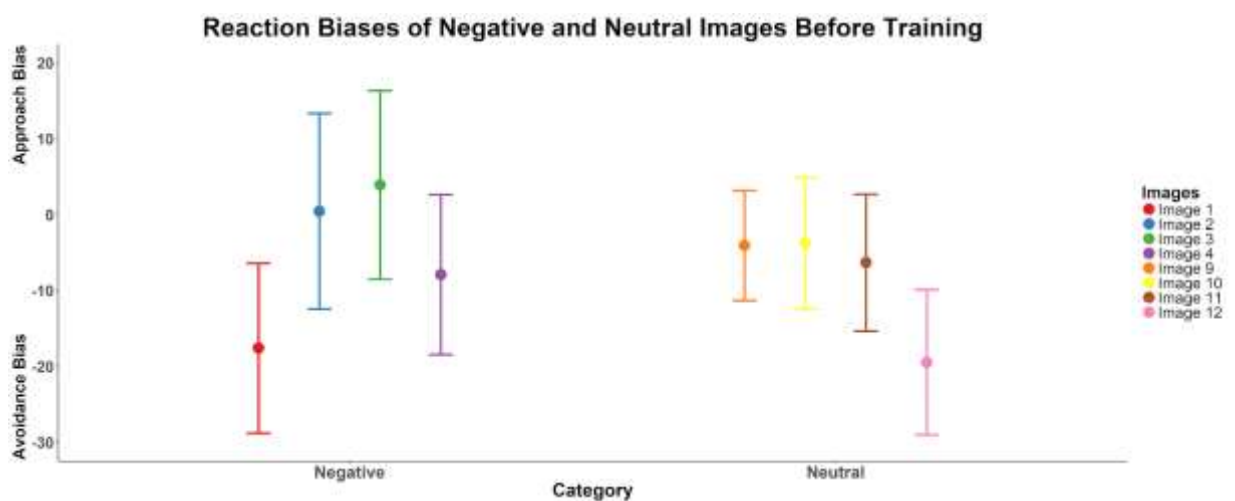 Reaction Biases of Negative and Neutral Images Before Training
Approach Bias
Avoidance Bias
20
10
0
-10
-20
-30
Negative
Neutral
Category
Images
Image 1
Image 2
Image 3
Image 4
Image 9
Image 10
Image 11
Image 12